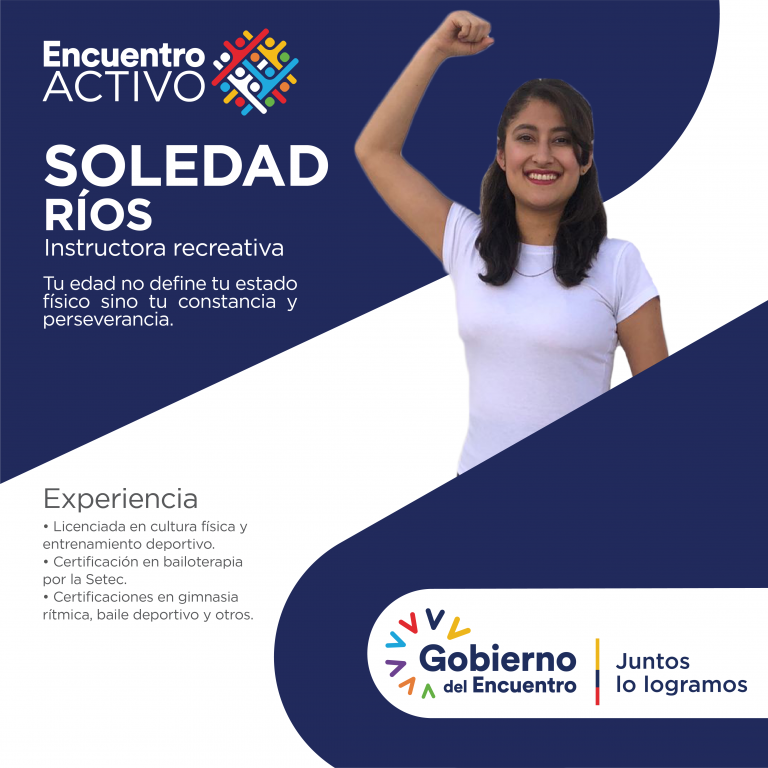 Encuentro
ACTIVO
SOLEDAD
RÍOS
Instructora recreativa
Tu edad no define tu estado
físico sino tu constancia y
perseverancia.
Experiencia
• Licenciada en cultura física y
entrenamiento deportivo.
• Certificación en bailoterapia
por la Setec.
• Certificaciones en gimnasia
rítmica, baile deportivo y otros.
Gobierno
del Encuentro
Juntos
lo logramos